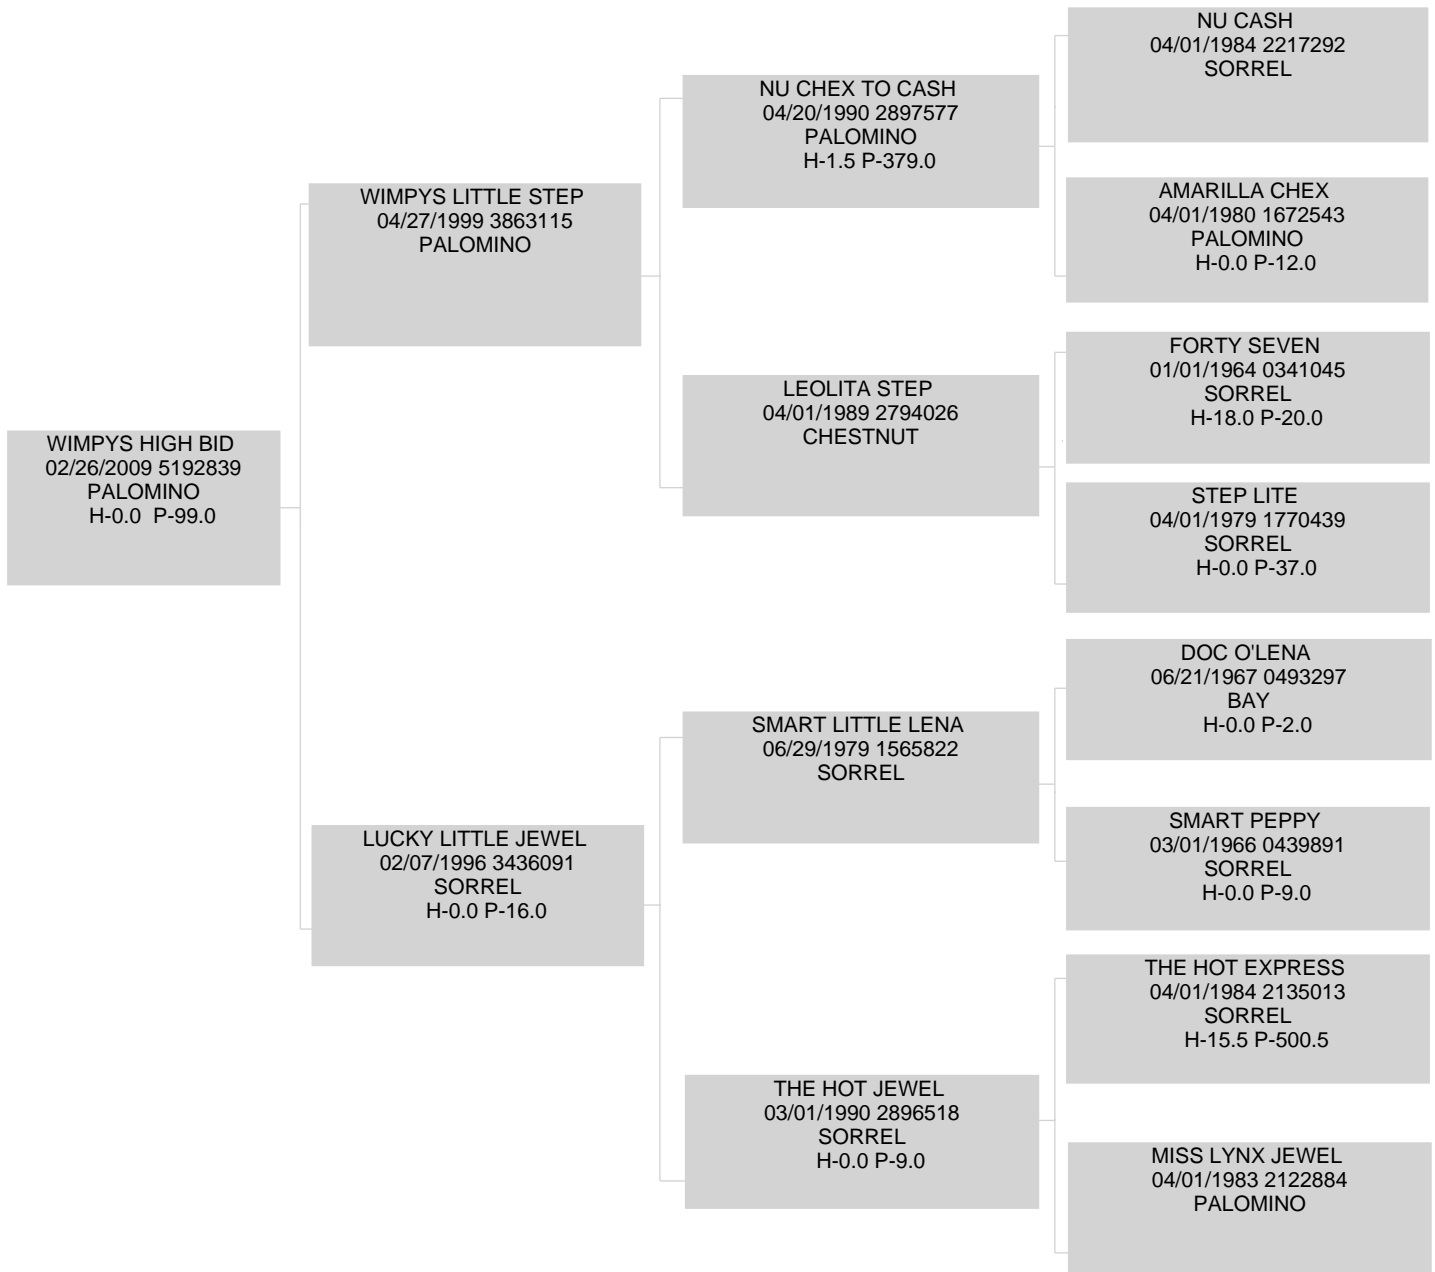 NU CASH
04/01/1984 2217292
SORREL
NU CHEX TO CASH
04/20/1990 2897577
PALOMINO
H-1.5 P-379.0
AMARILLA CHEX
04/01/1980 1672543
PALOMINO
H-0.0 P-12.0
WIMPYS LITTLE STEP
04/27/1999 3863115
PALOMINO
FORTY SEVEN
01/01/1964 0341045
SORREL
H-18.0 P-20.0
LEOLITA STEP
04/01/1989 2794026
CHESTNUT
STEP LITE
04/01/1979 1770439
SORREL
H-0.0 P-37.0
WIMPYS HIGH BID
02/26/2009 5192839
PALOMINO
H-0.0 P-99.0
DOC O'LENA
06/21/1967 0493297
BAY
H-0.0 P-2.0
SMART LITTLE LENA
06/29/1979 1565822
SORREL
SMART PEPPY
03/01/1966 0439891
SORREL
H-0.0 P-9.0
LUCKY LITTLE JEWEL
02/07/1996 3436091
SORREL
H-0.0 P-16.0
THE HOT EXPRESS
04/01/1984 2135013
SORREL
H-15.5 P-500.5
THE HOT JEWEL
03/01/1990 2896518
SORREL
H-0.0 P-9.0
MISS LYNX JEWEL
04/01/1983 2122884
PALOMINO